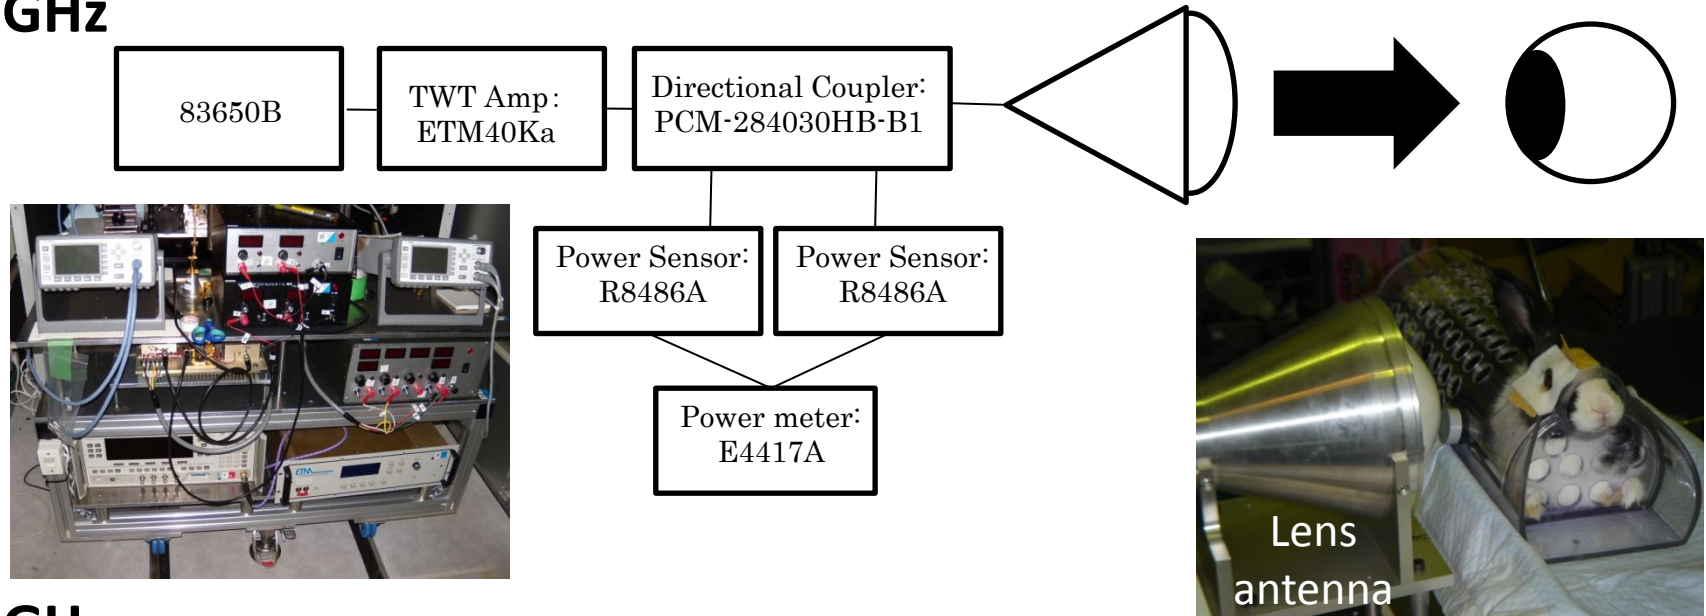 GHz
83650B
TWT Amp:
ETM40Ka
Directional Coupler:
PCM-284030HB-B1
Power Sensor:
R8486A
Power Sensor:
R8486A
Power meter:
E4417A
ETM
Lens
antenna